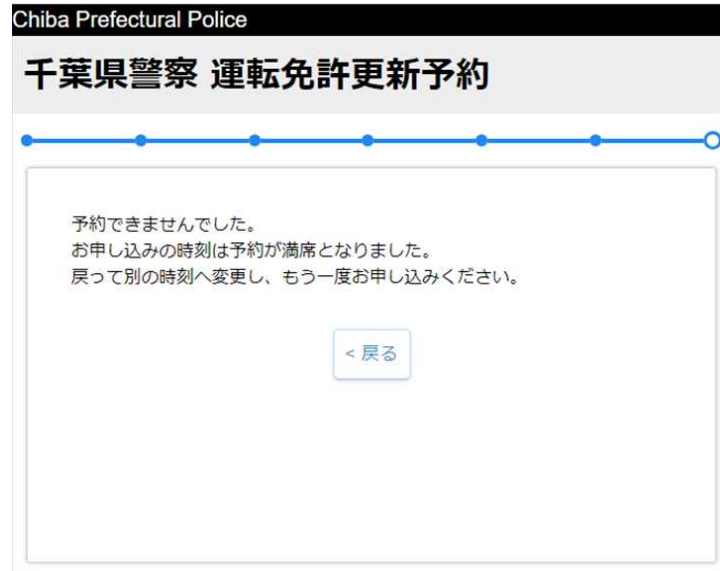 Chiba Prefectural Police
千葉県警察 運転免許更新予約
予約できませんでした。
お申し込みの時刻は予約が満席となりました。
戻って別の時刻へ変更し、もう一度お申し込みください。
< 戻る